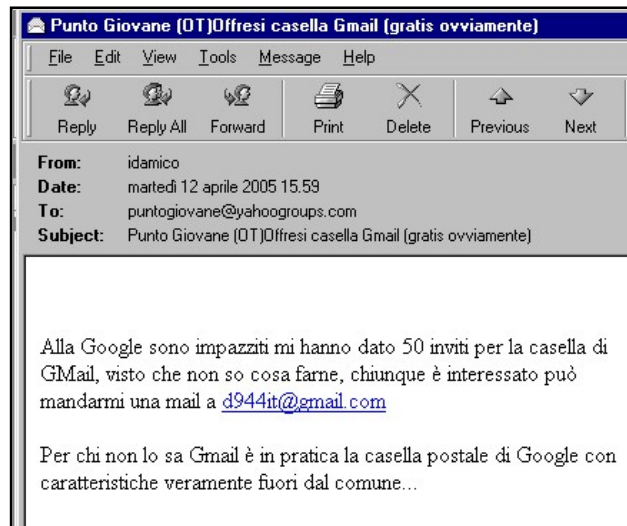 Punto Giovane (OT)Offresi casella Gmail (gratis ovviamente)
File Edit View Tools Message Help
Reply Reply All Forward Print Delete Previous Next
From: idamico
Date: martedì 12 aprile 2005 15.59
To: puntogiovane@yahoogroups.com
Subject: Punto Giovane (OT)Offresi casella Gmail (gratis ovviamente)
Alla Google sono impazziti mi hanno dato 50 inviti per la casella di
GMail, visto che non so cosa farne, chiunque è interessato può
mandarmi una mail a d944it@gmail.com
Per chi non lo sa Gmail è in pratica la casella postale di Google con
caratteristiche veramente fuori dal comune...